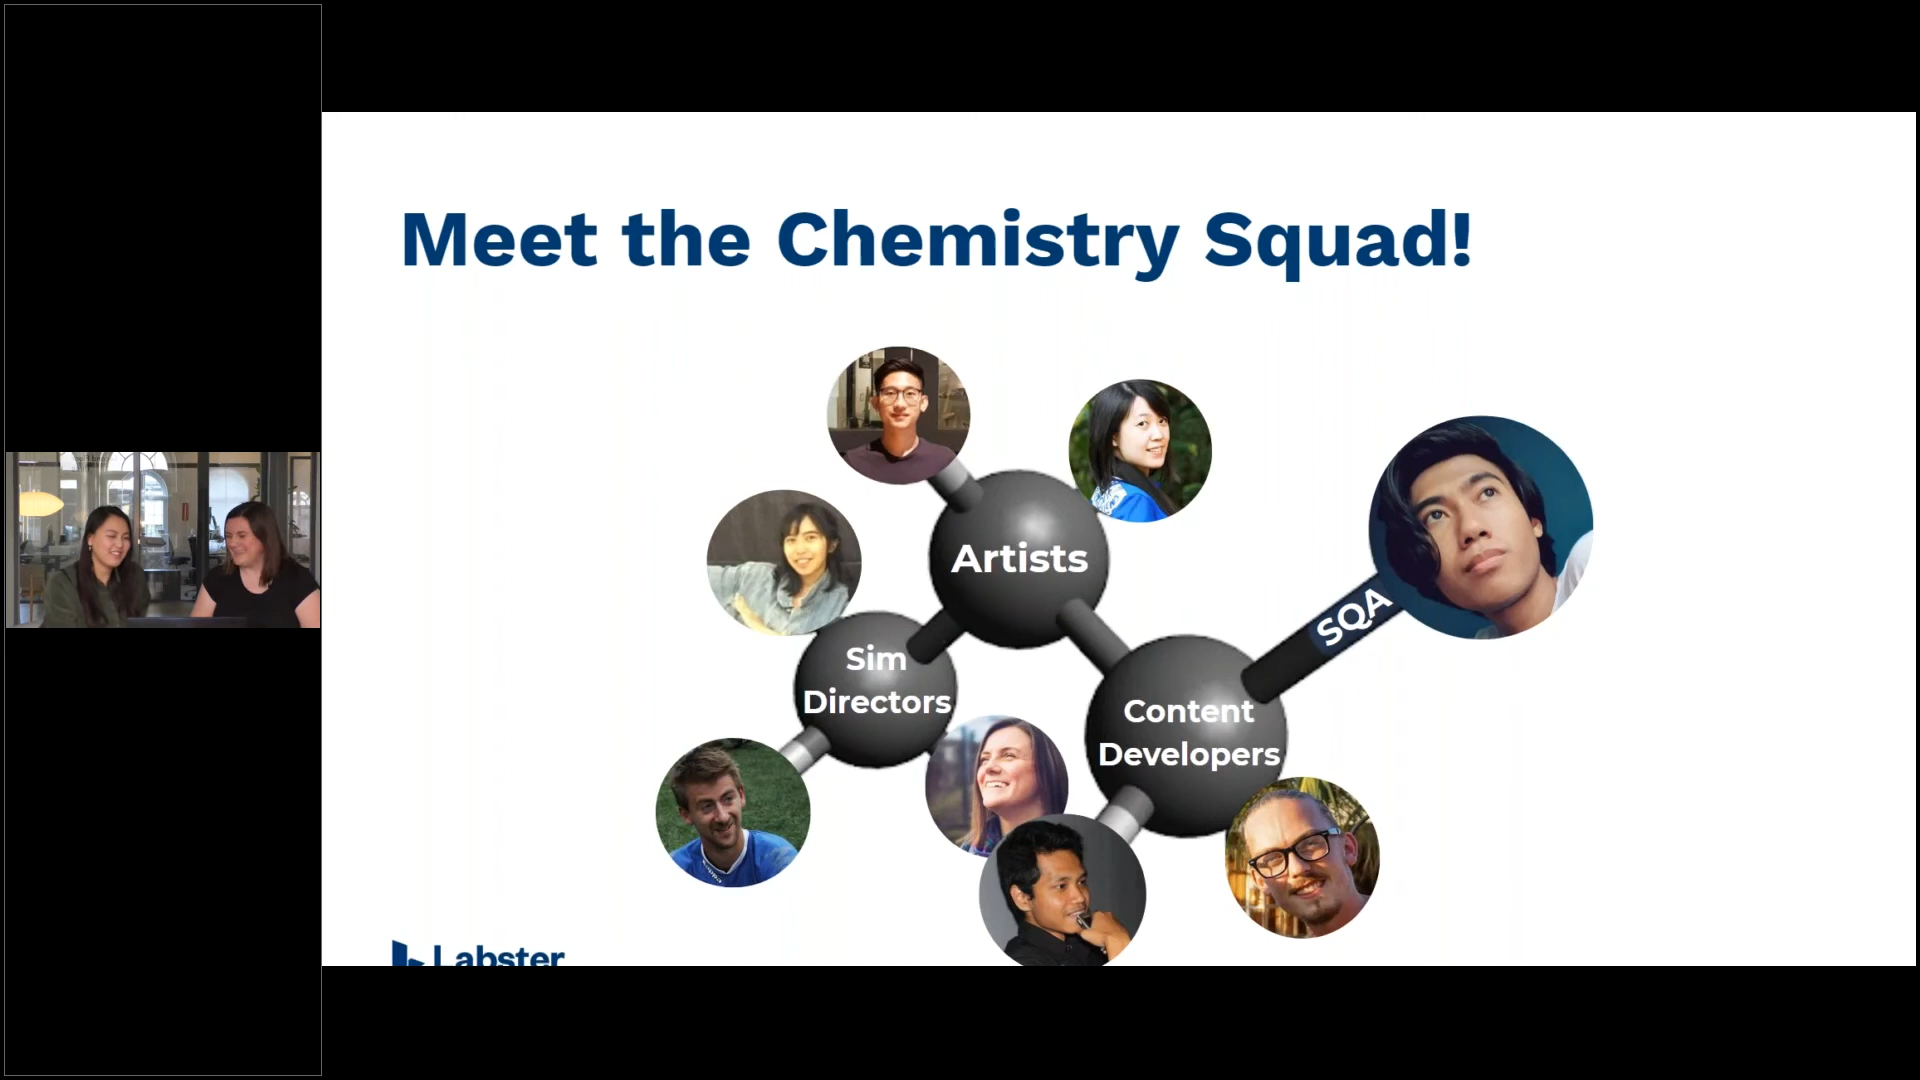 Meet the Chemistry Squad!
Artists
SQA
Sim
Directors
Content
Developers
Labster